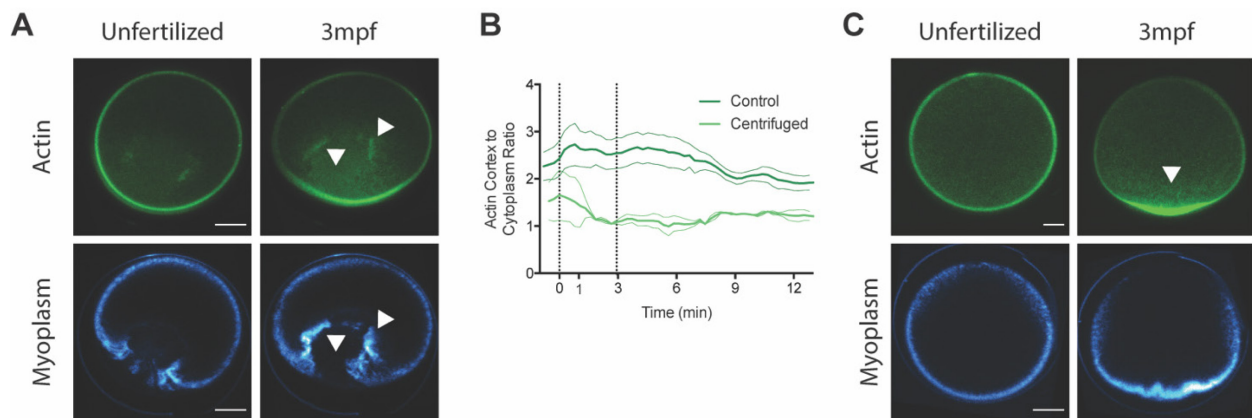 A
Unfertilized
3mpf
Actin
Myoplasm
B
Actin Cortex to
Cytoplasm Ratio
4
3
2
1
0
Control
Centrifuged
0
1
3
6
9
12
Time (min)
C
Unfertilized
3mpf
Actin
Myoplasm